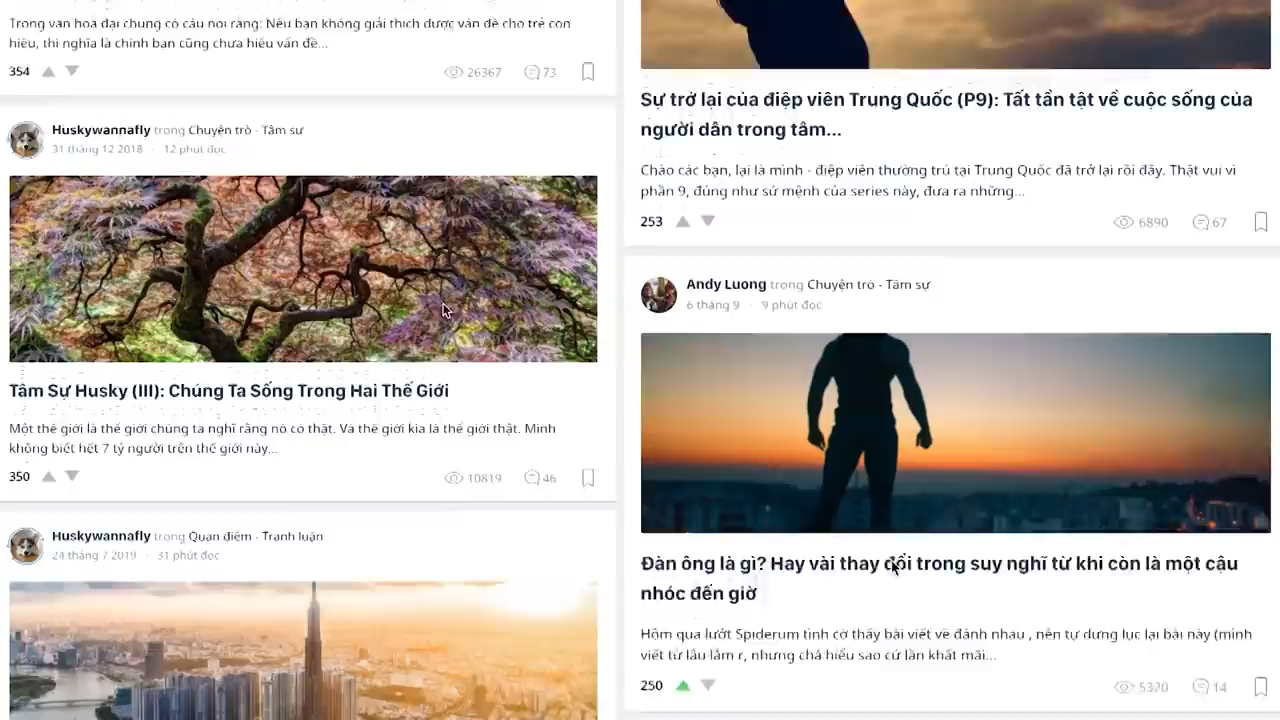 Trong văn hóa đại chúng có câu nói rằng: Nếu bạn không giải thích được vấn đề cho trẻ con
hiểu, thì nghĩa là chính bạn cũng chưa hiểu vấn đề...
354
26367
73
Huskywannafly trong Chuyện trò - Tâm sự
31 tháng 12 2018 · 12 phút đọc
Tâm Sự Husky (III): Chúng Ta Sống Trong Hai Thế Giới
Một thế giới là thế giới chúng ta nghĩ rằng nó có thật. Và thế giới kia là thế giới thật. Mình
không biết hết 7 tỷ người trên thế giới này...
350
10819
46
Huskywannafly trong Quan điểm - Tranh luận
24 tháng 7 2019 · 31 phút đọc
Sự trở lại của điệp viên Trung Quốc (P9): Tất tần tật về cuộc sống của
người dân trong tâm...
Chào các bạn, lại là mình - điệp viên thường trú tại Trung Quốc đã trở lại rồi đây. Thật vui vì
phần 9, đúng như sứ mệnh của series này, đưa ra những...
253
6890
67
Andy Luong trong Chuyện trò - Tâm sự
6 tháng 9 · 9 phút đọc
Đàn ông là gì? Hay vài thay đổi trong suy nghĩ từ khi còn là một cậu
nhóc đến giờ
Hôm qua lướt Spiderum tình cờ thấy bài viết về đánh nhau , nên tự dưng lục lại bài này (mình
viết từ lâu lắm r, nhưng chả hiểu sao cứ lần khất mãi...
250
5320
14